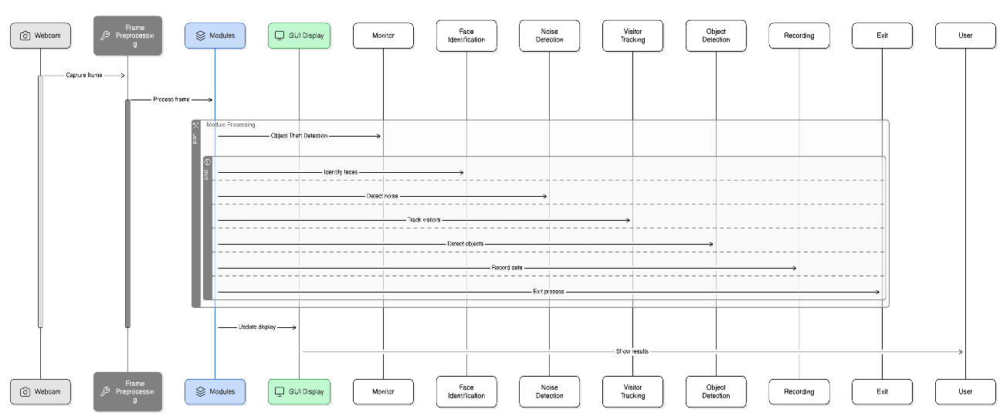 Webcam
Frame
Preprocessin
g
Modules
GUI Display
Monitor
Face
Identification
Noise
Detection
Visitor
Tracking
Object
Detection
Recording
Exit
User
Capture frame
Process frame
par
Module Processing
Object Theft Detection
and
Identify faces
Detect noise
Track visitors
Detect objects
Record data
Exit process
Update display
Show results
Webcam
Frame
Preprocessin
g
Modules
GUI Display
Monitor
Face
Identification
Noise
Detection
Visitor
Tracking
Object
Detection
Recording
Exit
User